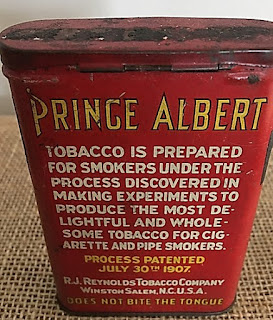 PRINCE ALBERT
TOBACCO IS PREPARED
FOR SMOKERS UNDER THE
PROCESS DISCOVERED IN
MAKING EXPERIMENTS TO
PRODUCE THE MOST DE-
LIGHTFUL AND WHOLE-
SOME TOBACCO FOR CIG-
ARETTE AND PIPE SMOKERS.
PROCESS PATENTED
JULY 30TH 1907.
R.J. REYNOLDS TOBACCO COMPANY
WINSTON SALEM, N.C. U.S.A.
DOES NOT BITE THE TONGUE